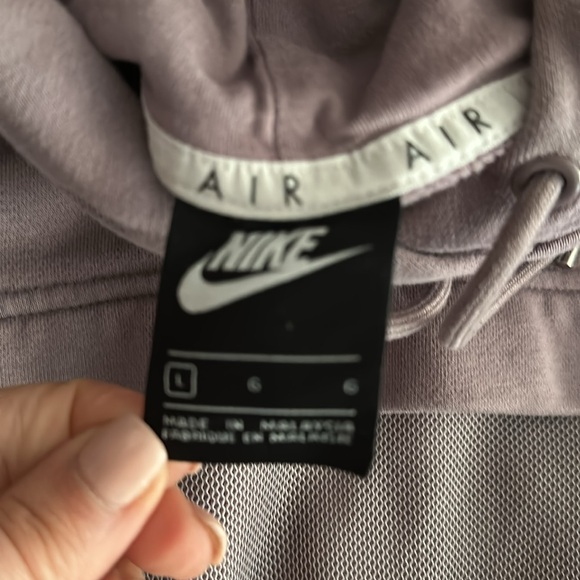 AIR AIR
NIKE
L G G
MADE IN MALAYSIA
FABRIQUÉ EN MALAISIE